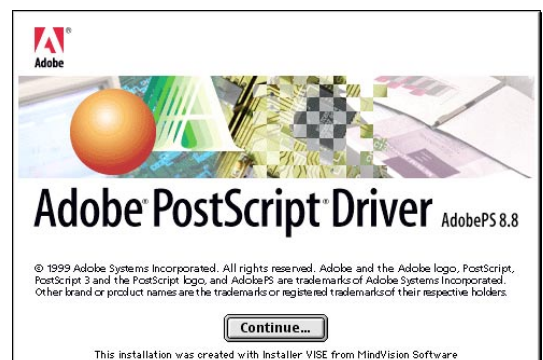 Adobe®
Adobe® PostScript® Driver AdobePS 8.8
© 1999 Adobe Systems Incorporated. All rights reserved. Adobe and the Adobe logo, PostScript,
PostScript 3 and the PostScript logo, and AdobePS are trademarks of Adobe Systems Incorporated.
Other brand or product names are the trademarks or registered trademarks of their respective holders.
Continue...
This installation was created with Installer VISE from MindVision Software